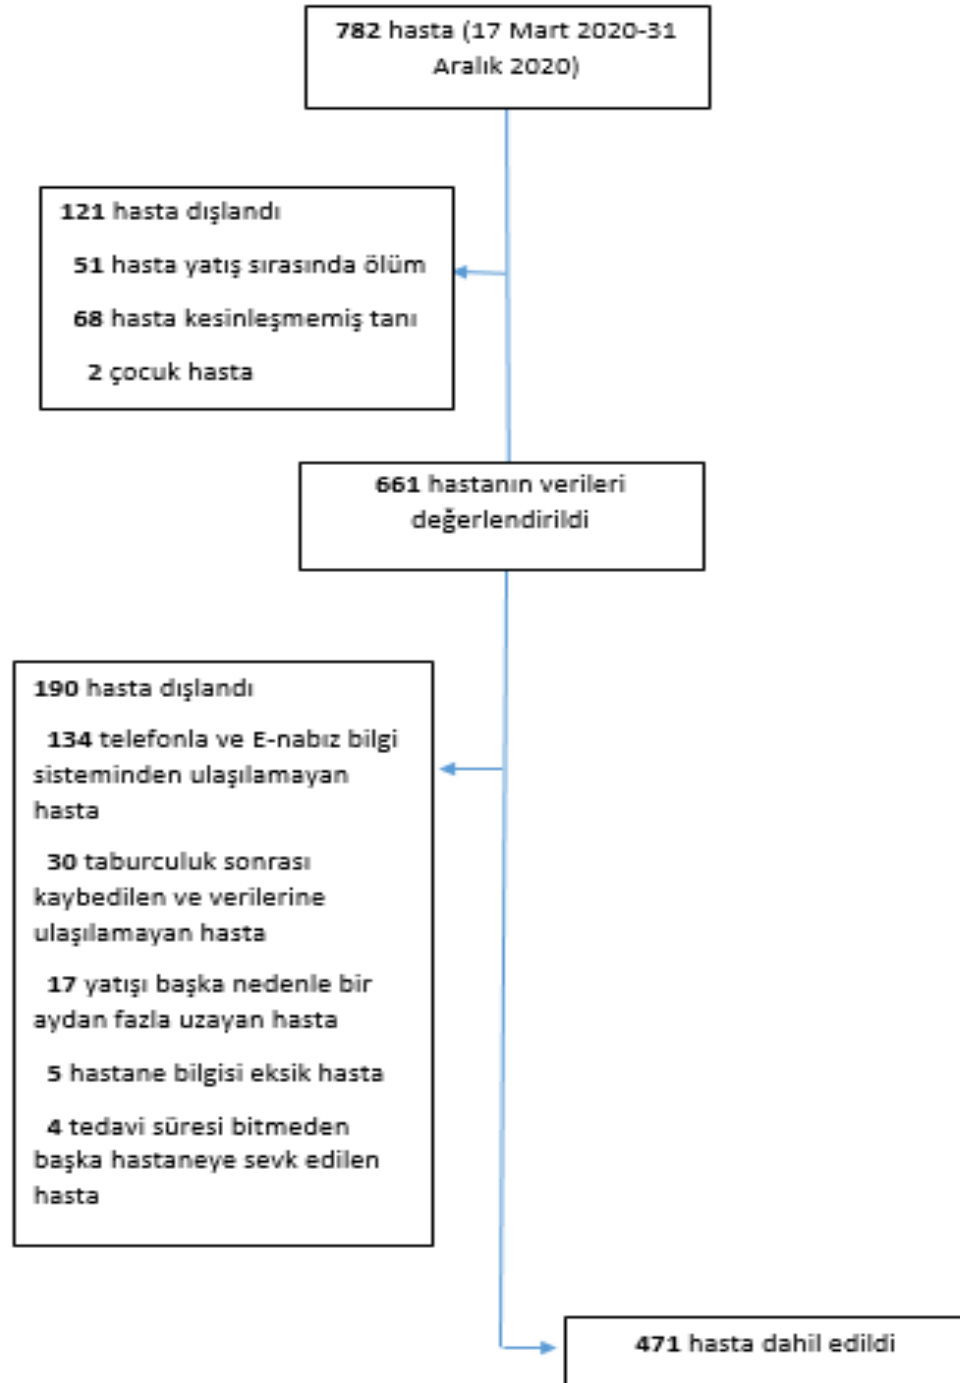 782 hasta (17 Mart 2020-31
Aralık 2020)
121 hasta dışlandı
51 hasta yatış sırasında ölüm
68 hasta kesinleşmemiş tanı
2 çocuk hasta
661 hastanın verileri
değerlendirildi
190 hasta dışlandı
134 telefonla ve E-nabız bilgi
sisteminden ulaşılamayan
hasta
30 taburculuk sonrası
kaybedilen ve verilerine
ulaşılamayan hasta
17 yatışı başka nedenle bir
aydan fazla uzayan hasta
5 hastane bilgisi eksik hasta
4 tedavi süresi bitmeden
başka hastaneye sevk edilen
hasta
471 hasta dahil edildi